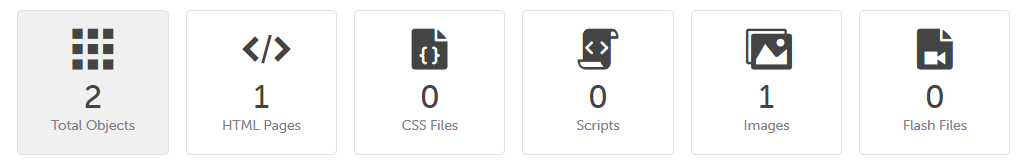 2 1 0 0 1 0
Total Objects HTML Pages CSS Files Scripts Images Flash Files